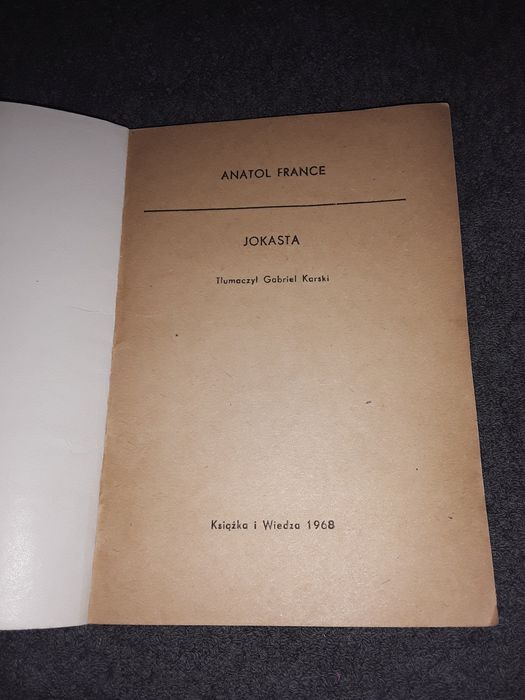 ANATOL FRANCE
JOKASTA
Tłumaczył Gabriel Karski
Książka i Wiedza 1968